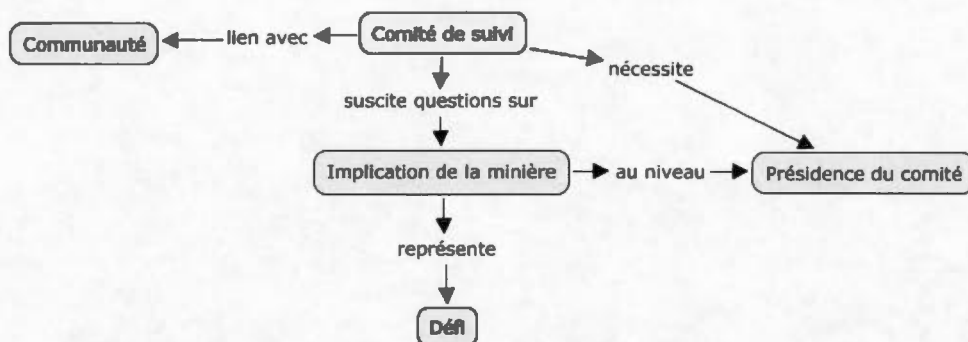 Communauté
lien avec
Comité de suivi
nécessite
suscite questions sur
Implication de la minière
au niveau
Présidence du comité
représente
Défi